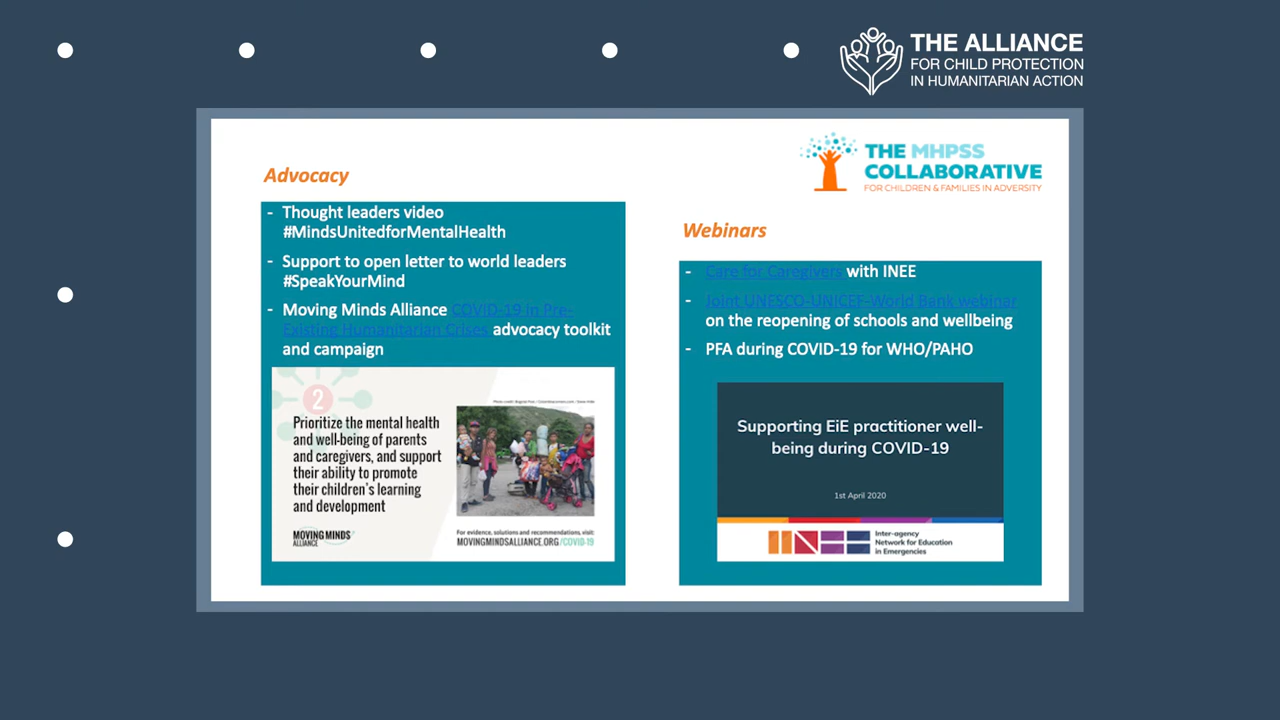 THE ALLIANCE
FOR CHILD PROTECTION
IN HUMANITARIAN ACTION
THE MHPSS
COLLABORATIVE
FOR CHILDREN & FAMILIES IN ADVERSITY
Advocacy
- Thought leaders video
#MindsUnitedforMentalHealth
- Support to open letter to world leaders
#SpeakYourMind
- Moving Minds Alliance COVID-19 in Pre-
Existing Humanitarian Crises advocacy toolkit
and campaign
2
Prioritize the mental health
and well-being of parents
and caregivers, and support
their ability to promote
their children's learning
and development
MOVING MINDS
ALLIANCE
For evidence, solutions and recommendations, visit:
MOVINGMINDSALLIANCE.ORG/COVID-19
Webinars
- Care for Caregivers with INEE
- Joint UNESCO-UNICEF-World Bank webinar
on the reopening of schools and wellbeing
- PFA during COVID-19 for WHO/PAHO
Supporting EiE practitioner well-
being during COVID-19
1st April 2020
INEE
Inter-agency
Network for Education
in Emergencies